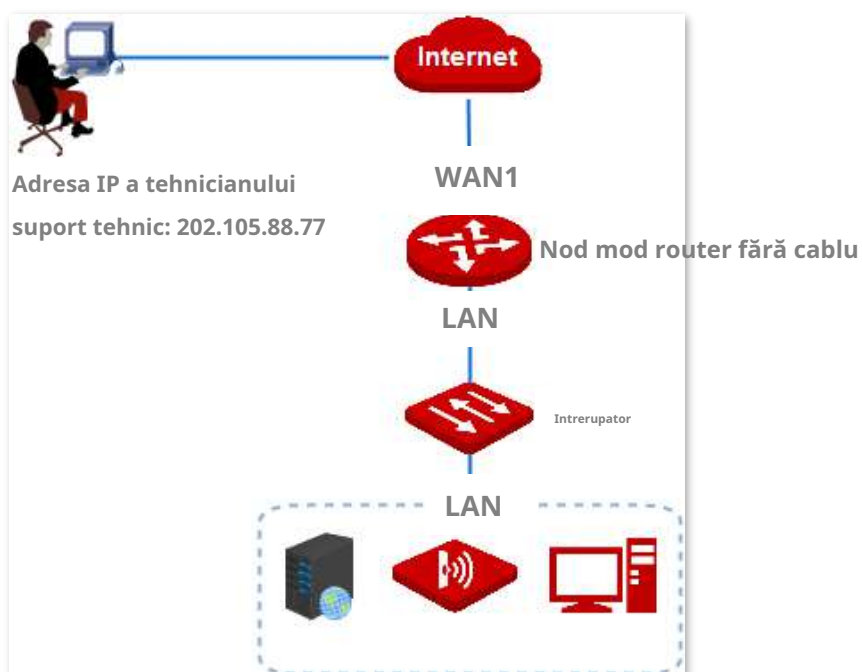 Internet
Adresa IP a tehnicianului
suport tehnic: 202.105.88.77
WAN1
Nod mod router fără cablu
LAN
Intrerupator
LAN